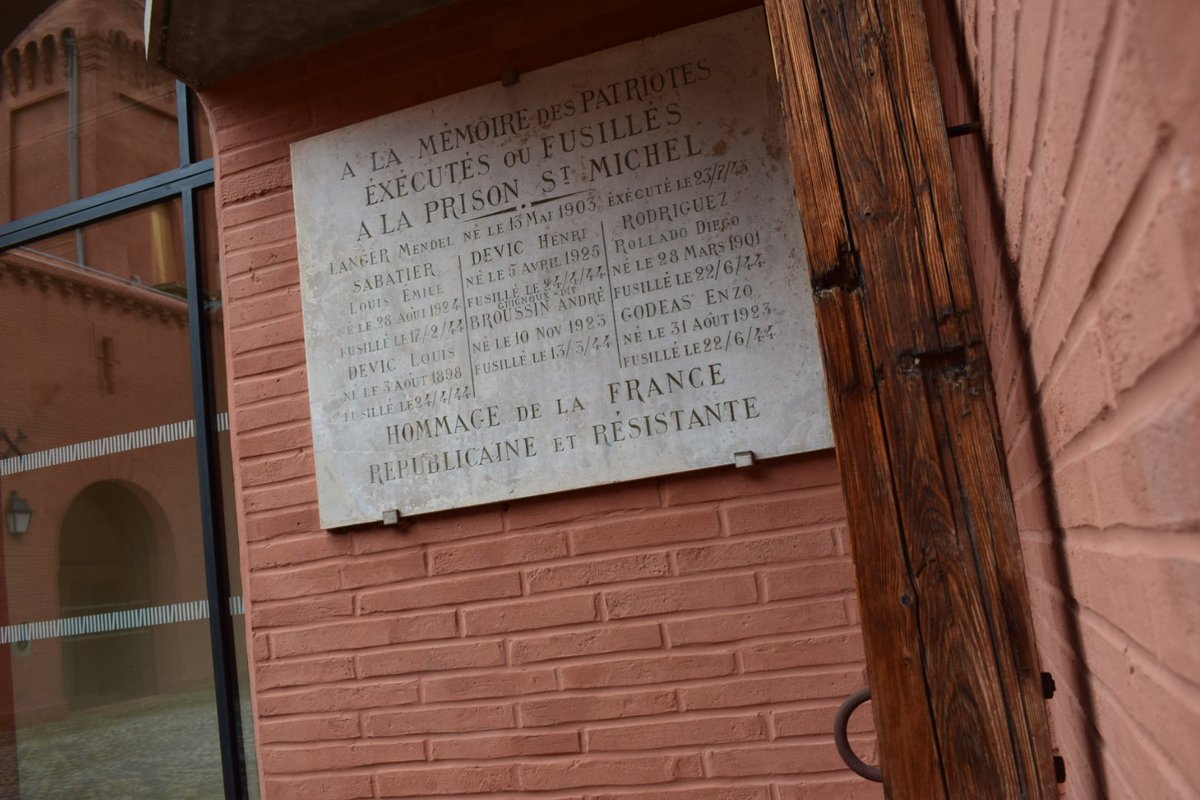 A LA MÉMOIRE DES PATRIOTES
EXÉCUTÉS OU FUSILLÉS
A LA PRISON ST MICHEL
LANGER MENDEL NÉ LE 13 MAI 1903 EXÉCUTÉ LE 23/7/43
SABATIER
LOUIS EMILE
NÉ LE 28 AOUT 1924
FUSILLÉ LE 17/2/44
DEVIC LOUIS
NÉ LE 3 AOUT 1898
FUSILLÉ LE 24/4/44
DEVIC HENRI
NÉ LE 5 AVRIL 1925
FUSILLÉ LE 24/4/44
GRIGNOUX DIT
BROUSSIN ANDRÉ
NÉ LE 10 NOV 1923
FUSILLÉ LE 13/3/44
RODRIGUEZ
ROLLADO DIEGO
NÉ LE 28 MARS 1901
FUSILLÉ LE 22/6/44
GODEAS ENZO
NÉ LE 31 AOUT 1923
FUSILLÉ LE 22/6/44
HOMMAGE DE LA FRANCE
REPUBLICAINE ET RÉSISTANTE